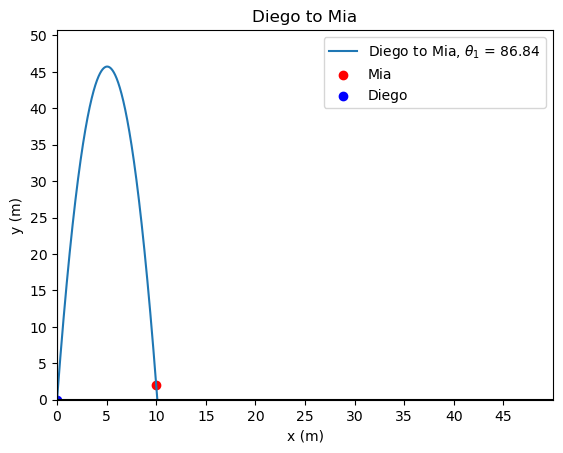 Diego to Mia
Diego to Mia, θ₁ = 86.84
Mia
Diego
y (m)
50
45
40
35
30
25
20
15
10
5
0
0 5 10 15 20 25 30 35 40 45
x (m)